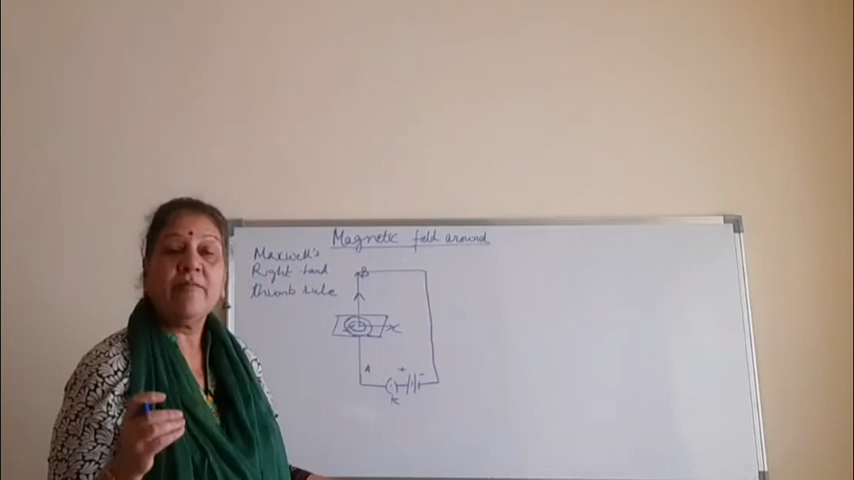 Magnetic field around
Maxwell's
Right hand
thumb rule
B
x
A
+ -
K